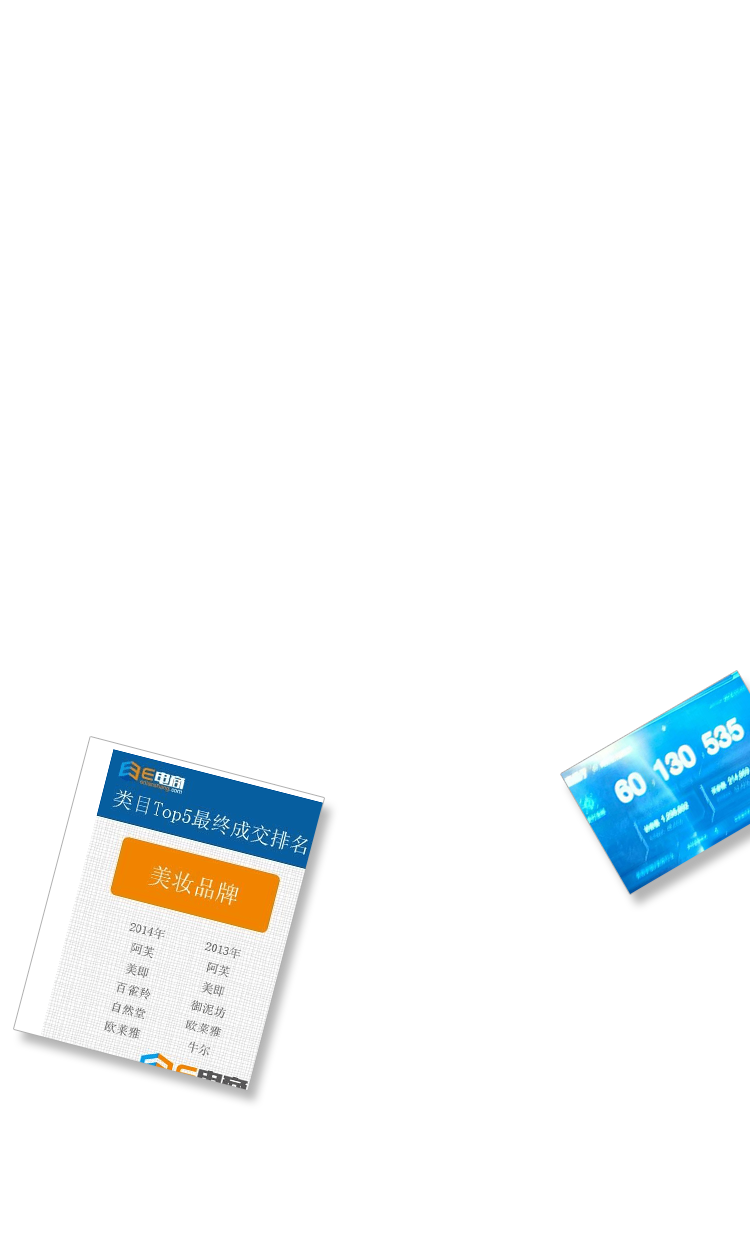 E电商
类目Top5最终成交排名
美妆品牌
2014年 2013年
阿芙 阿芙
美即 美即
百雀羚 御泥坊
自然堂 欧莱雅
欧莱雅 牛尔
E电商
60 130 535